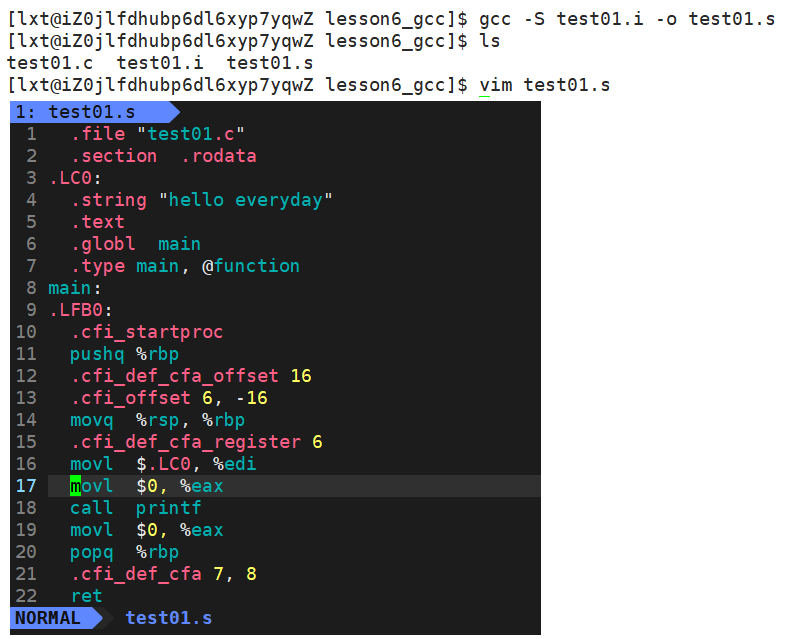 [lxt@iZ0jlfdhubp6dl6xyp7yqwZ lesson6_gcc]$ gcc -S test01.i -o test01.s
[lxt@iZ0jlfdhubp6dl6xyp7yqwZ lesson6_gcc]$ ls
test01.c  test01.i  test01.s
[lxt@iZ0jlfdhubp6dl6xyp7yqwZ lesson6_gcc]$ vim test01.s
1: test01.s
1   .file "test01.c"
2   .section  .rodata
3 .LC0:
4   .string "hello everyday"
5   .text
6   .globl  main
7   .type main, @function
8 main:
9 .LFB0:
10   .cfi_startproc
11   pushq %rbp
12   .cfi_def_cfa_offset 16
13   .cfi_offset 6, -16
14   movq  %rsp, %rbp
15   .cfi_def_cfa_register 6
16   movl  $.LC0, %edi
17   movl  $0, %eax
18   call  printf
19   movl  $0, %eax
20   popq  %rbp
21   .cfi_def_cfa 7, 8
22   ret
NORMAL  test01.s